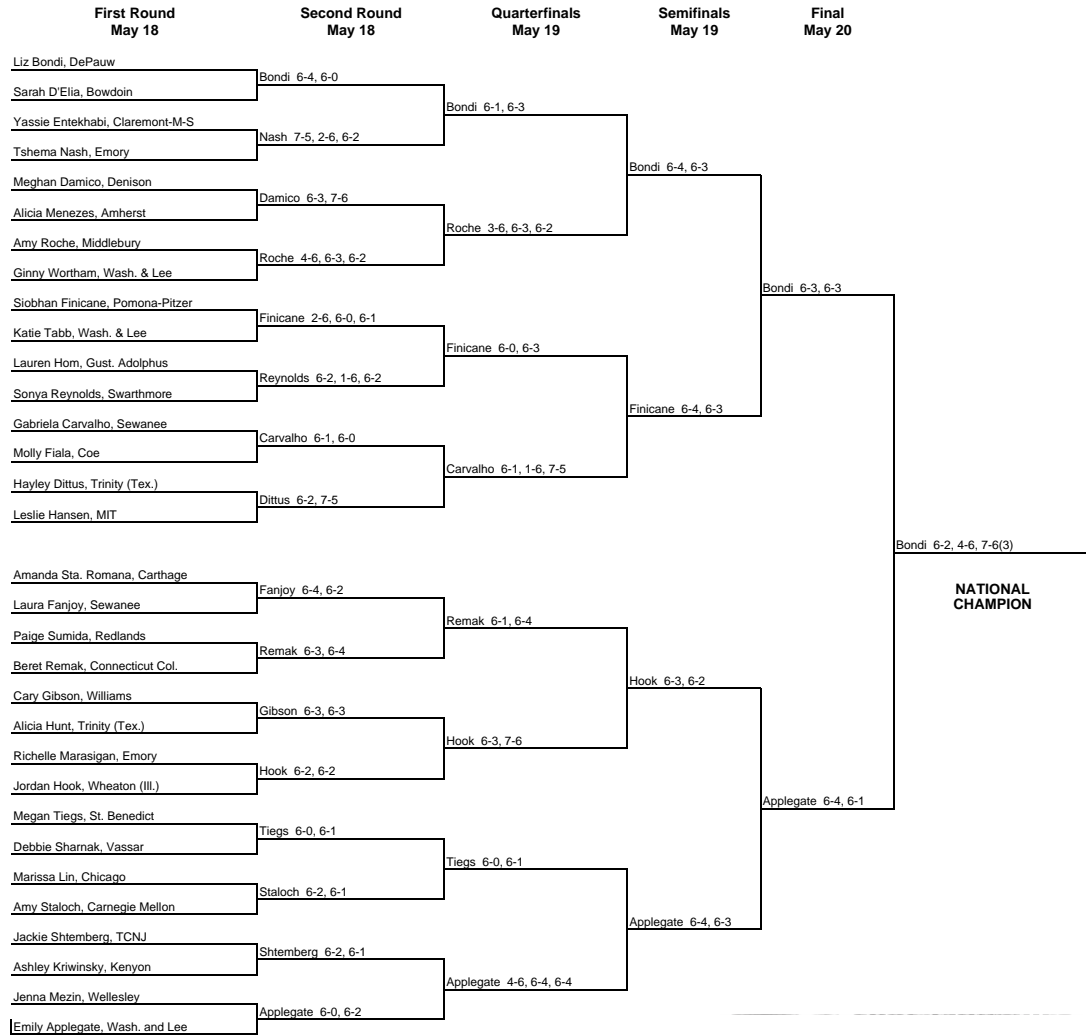 First Round Second Round Quarterfinals Semifinals Final
May 18 May 18 May 19 May 19 May 20
Liz Bondi, DePauw
Bondi 6-4, 6-0
Sarah D'Elia, Bowdoin
Bondi 6-1, 6-3
Yassie Entekhabi, Claremont-M-S
Nash 7-5, 2-6, 6-2
Tshema Nash, Emory
Bondi 6-4, 6-3
Meghan Damico, Denison
Damico 6-3, 7-6
Alicia Menezes, Amherst
Roche 3-6, 6-3, 6-2
Amy Roche, Middlebury
Roche 4-6, 6-3, 6-2
Ginny Wortham, Wash. & Lee
Bondi 6-3, 6-3
Siobhan Finicane, Pomona-Pitzer
Finicane 2-6, 6-0, 6-1
Katie Tabb, Wash. & Lee
Finicane 6-0, 6-3
Lauren Hom, Gust. Adolphus
Reynolds 6-2, 1-6, 6-2
Sonya Reynolds, Swarthmore
Finicane 6-4, 6-3
Gabriela Carvalho, Sewanee
Carvalho 6-1, 6-0
Molly Fiala, Coe
Carvalho 6-1, 1-6, 7-5
Hayley Dittus, Trinity (Tex.)
Dittus 6-2, 7-5
Leslie Hansen, MIT
Bondi 6-2, 4-6, 7-6(3)
Amanda Sta. Romana, Carthage
NATIONAL
CHAMPION
Fanjoy 6-4, 6-2
Laura Fanjoy, Sewanee
Remak 6-1, 6-4
Paige Sumida, Redlands
Remak 6-3, 6-4
Beret Remak, Connecticut Col.
Hook 6-3, 6-2
Cary Gibson, Williams
Gibson 6-3, 6-3
Alicia Hunt, Trinity (Tex.)
Hook 6-3, 7-6
Richelle Marasigan, Emory
Hook 6-2, 6-2
Jordan Hook, Wheaton (Ill.)
Applegate 6-4, 6-1
Megan Tiegs, St. Benedict
Tiegs 6-0, 6-1
Debbie Sharnak, Vassar
Tiegs 6-0, 6-1
Marissa Lin, Chicago
Staloch 6-2, 6-1
Amy Staloch, Carnegie Mellon
Applegate 6-4, 6-3
Jackie Shtemberg, TCNJ
Shtemberg 6-2, 6-1
Ashley Kriwinsky, Kenyon
Applegate 4-6, 6-4, 6-4
Jenna Mezin, Wellesley
Applegate 6-0, 6-2
Emily Applegate, Wash. and Lee